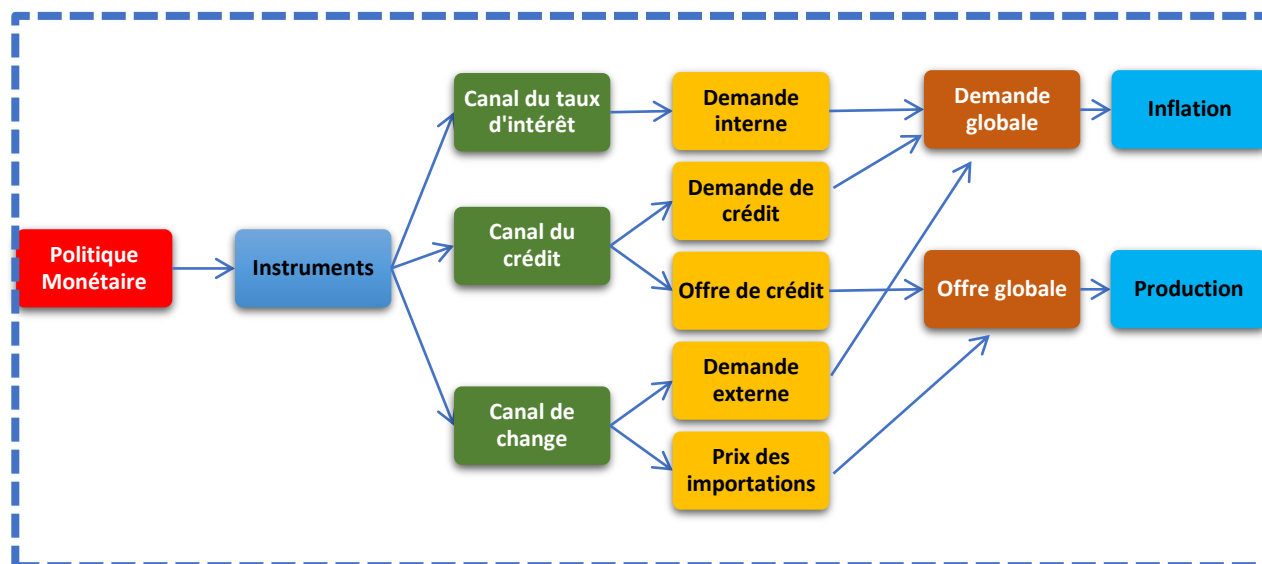 Politique
Monétaire
Instruments
Canal du taux
d'intérêt
Canal du
crédit
Canal de
change
Demande
interne
Demande de
crédit
Offre de crédit
Demande
externe
Prix des
importations
Demande
globale
Offre globale
Inflation
Production